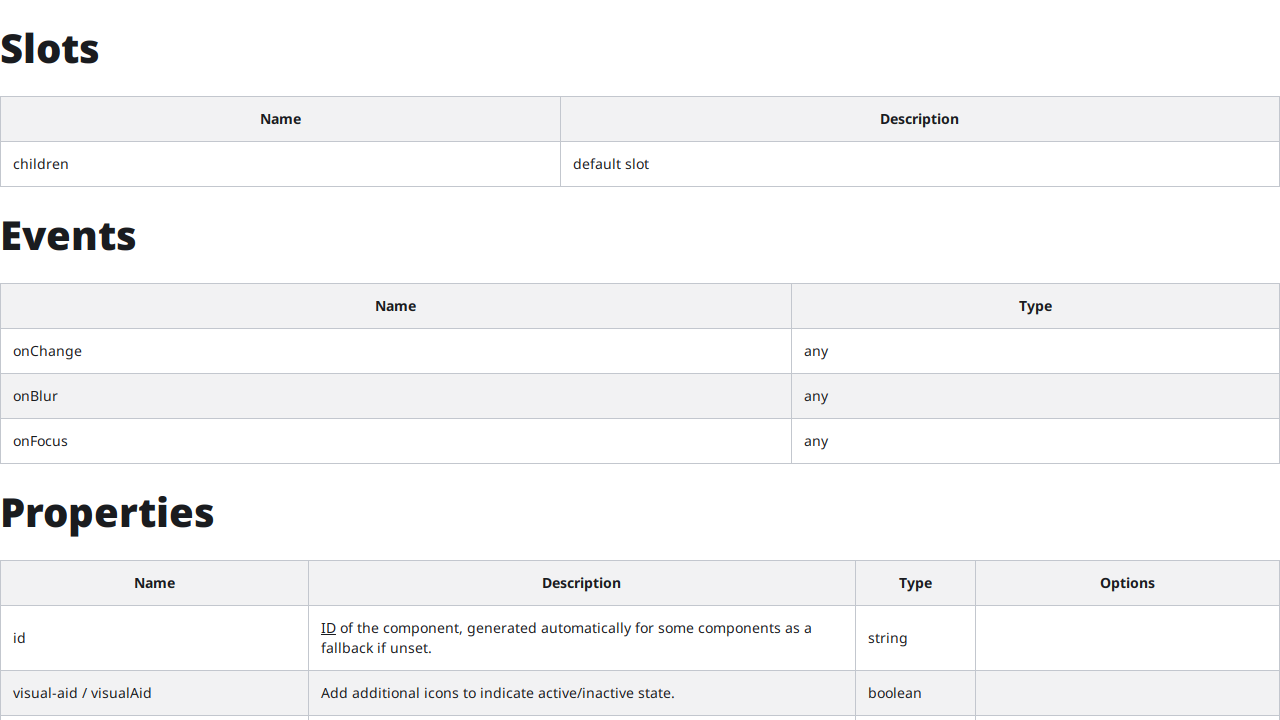 Slots
Name Description
children default slot
Events
Name Type
onChange any
onBlur any
onFocus any
Properties
Name Description Type Options
id ID of the component, generated automatically for some components as a string
fallback if unset.
visual-aid / visualAid Add additional icons to indicate active/inactive state. boolean